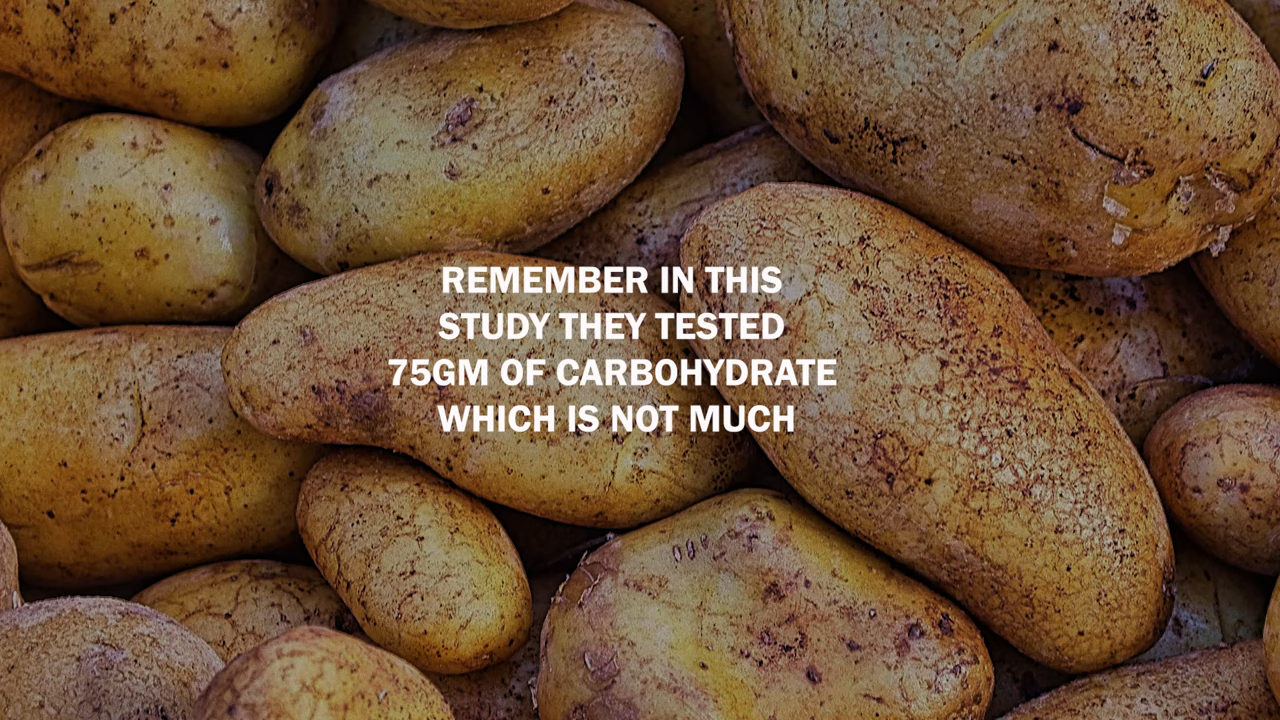 REMEMBER IN THIS
STUDY THEY TESTED
75GM OF CARBOHYDRATE
WHICH IS NOT MUCH